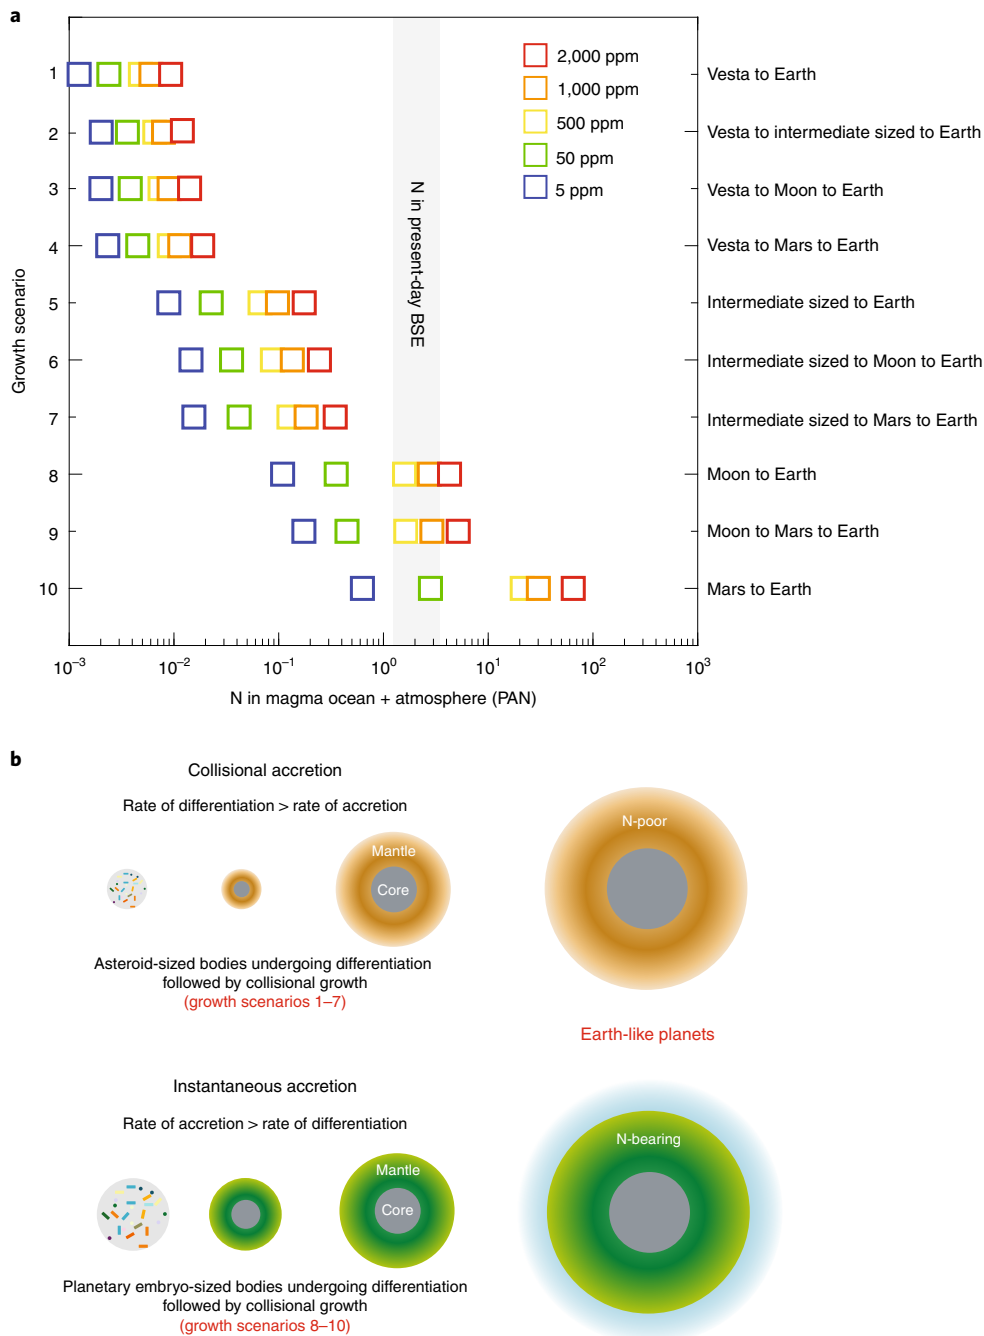 a
2,000 ppm
1,000 ppm
500 ppm
50 ppm
5 ppm
N in present-day BSE
Growth scenario
1
2
3
4
5
6
7
8
9
10
Vesta to Earth
Vesta to intermediate sized to Earth
Vesta to Moon to Earth
Vesta to Mars to Earth
Intermediate sized to Earth
Intermediate sized to Moon to Earth
Intermediate sized to Mars to Earth
Moon to Earth
Moon to Mars to Earth
Mars to Earth
10⁻³ 10⁻² 10⁻¹ 10⁰ 10¹ 10² 10³
N in magma ocean + atmosphere (PAN)
b
Collisional accretion
Rate of differentiation > rate of accretion
Mantle
Core
N-poor
Asteroid-sized bodies undergoing differentiation
followed by collisional growth
(growth scenarios 1–7)
Earth-like planets
Instantaneous accretion
Rate of accretion > rate of differentiation
Mantle
Core
N-bearing
Planetary embryo-sized bodies undergoing differentiation
followed by collisional growth
(growth scenarios 8–10)